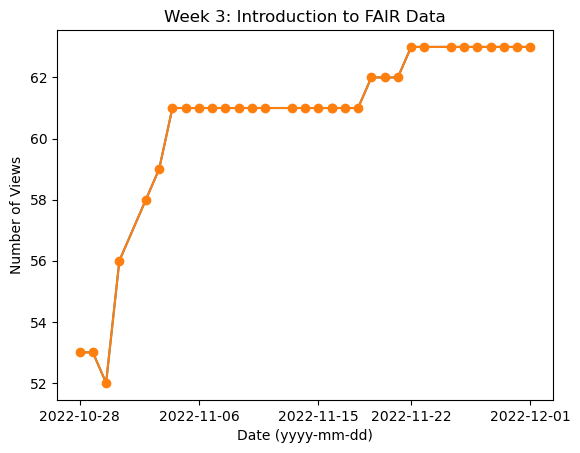 Week 3: Introduction to FAIR Data
Number of Views
62
60
58
56
54
52
2022-10-28 2022-11-06 2022-11-15 2022-11-22 2022-12-01
Date (yyyy-mm-dd)